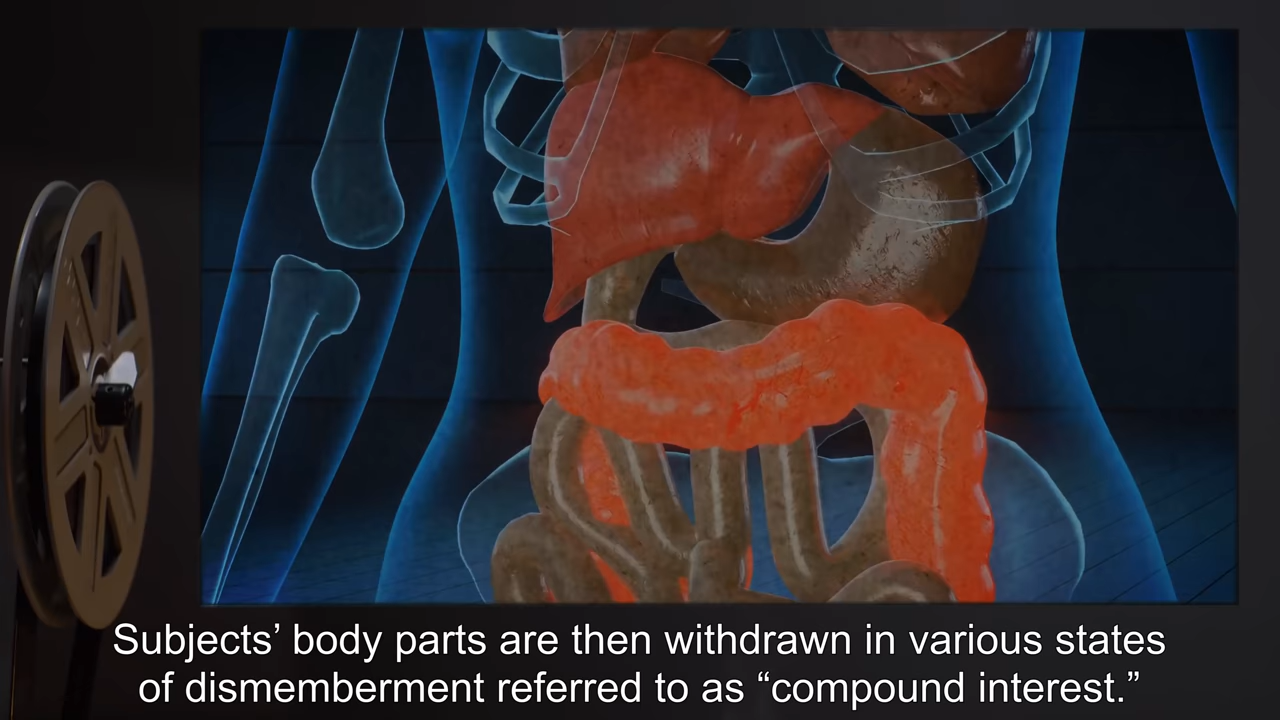 Subjects’ body parts are then withdrawn in various states
of dismemberment referred to as “compound interest.”